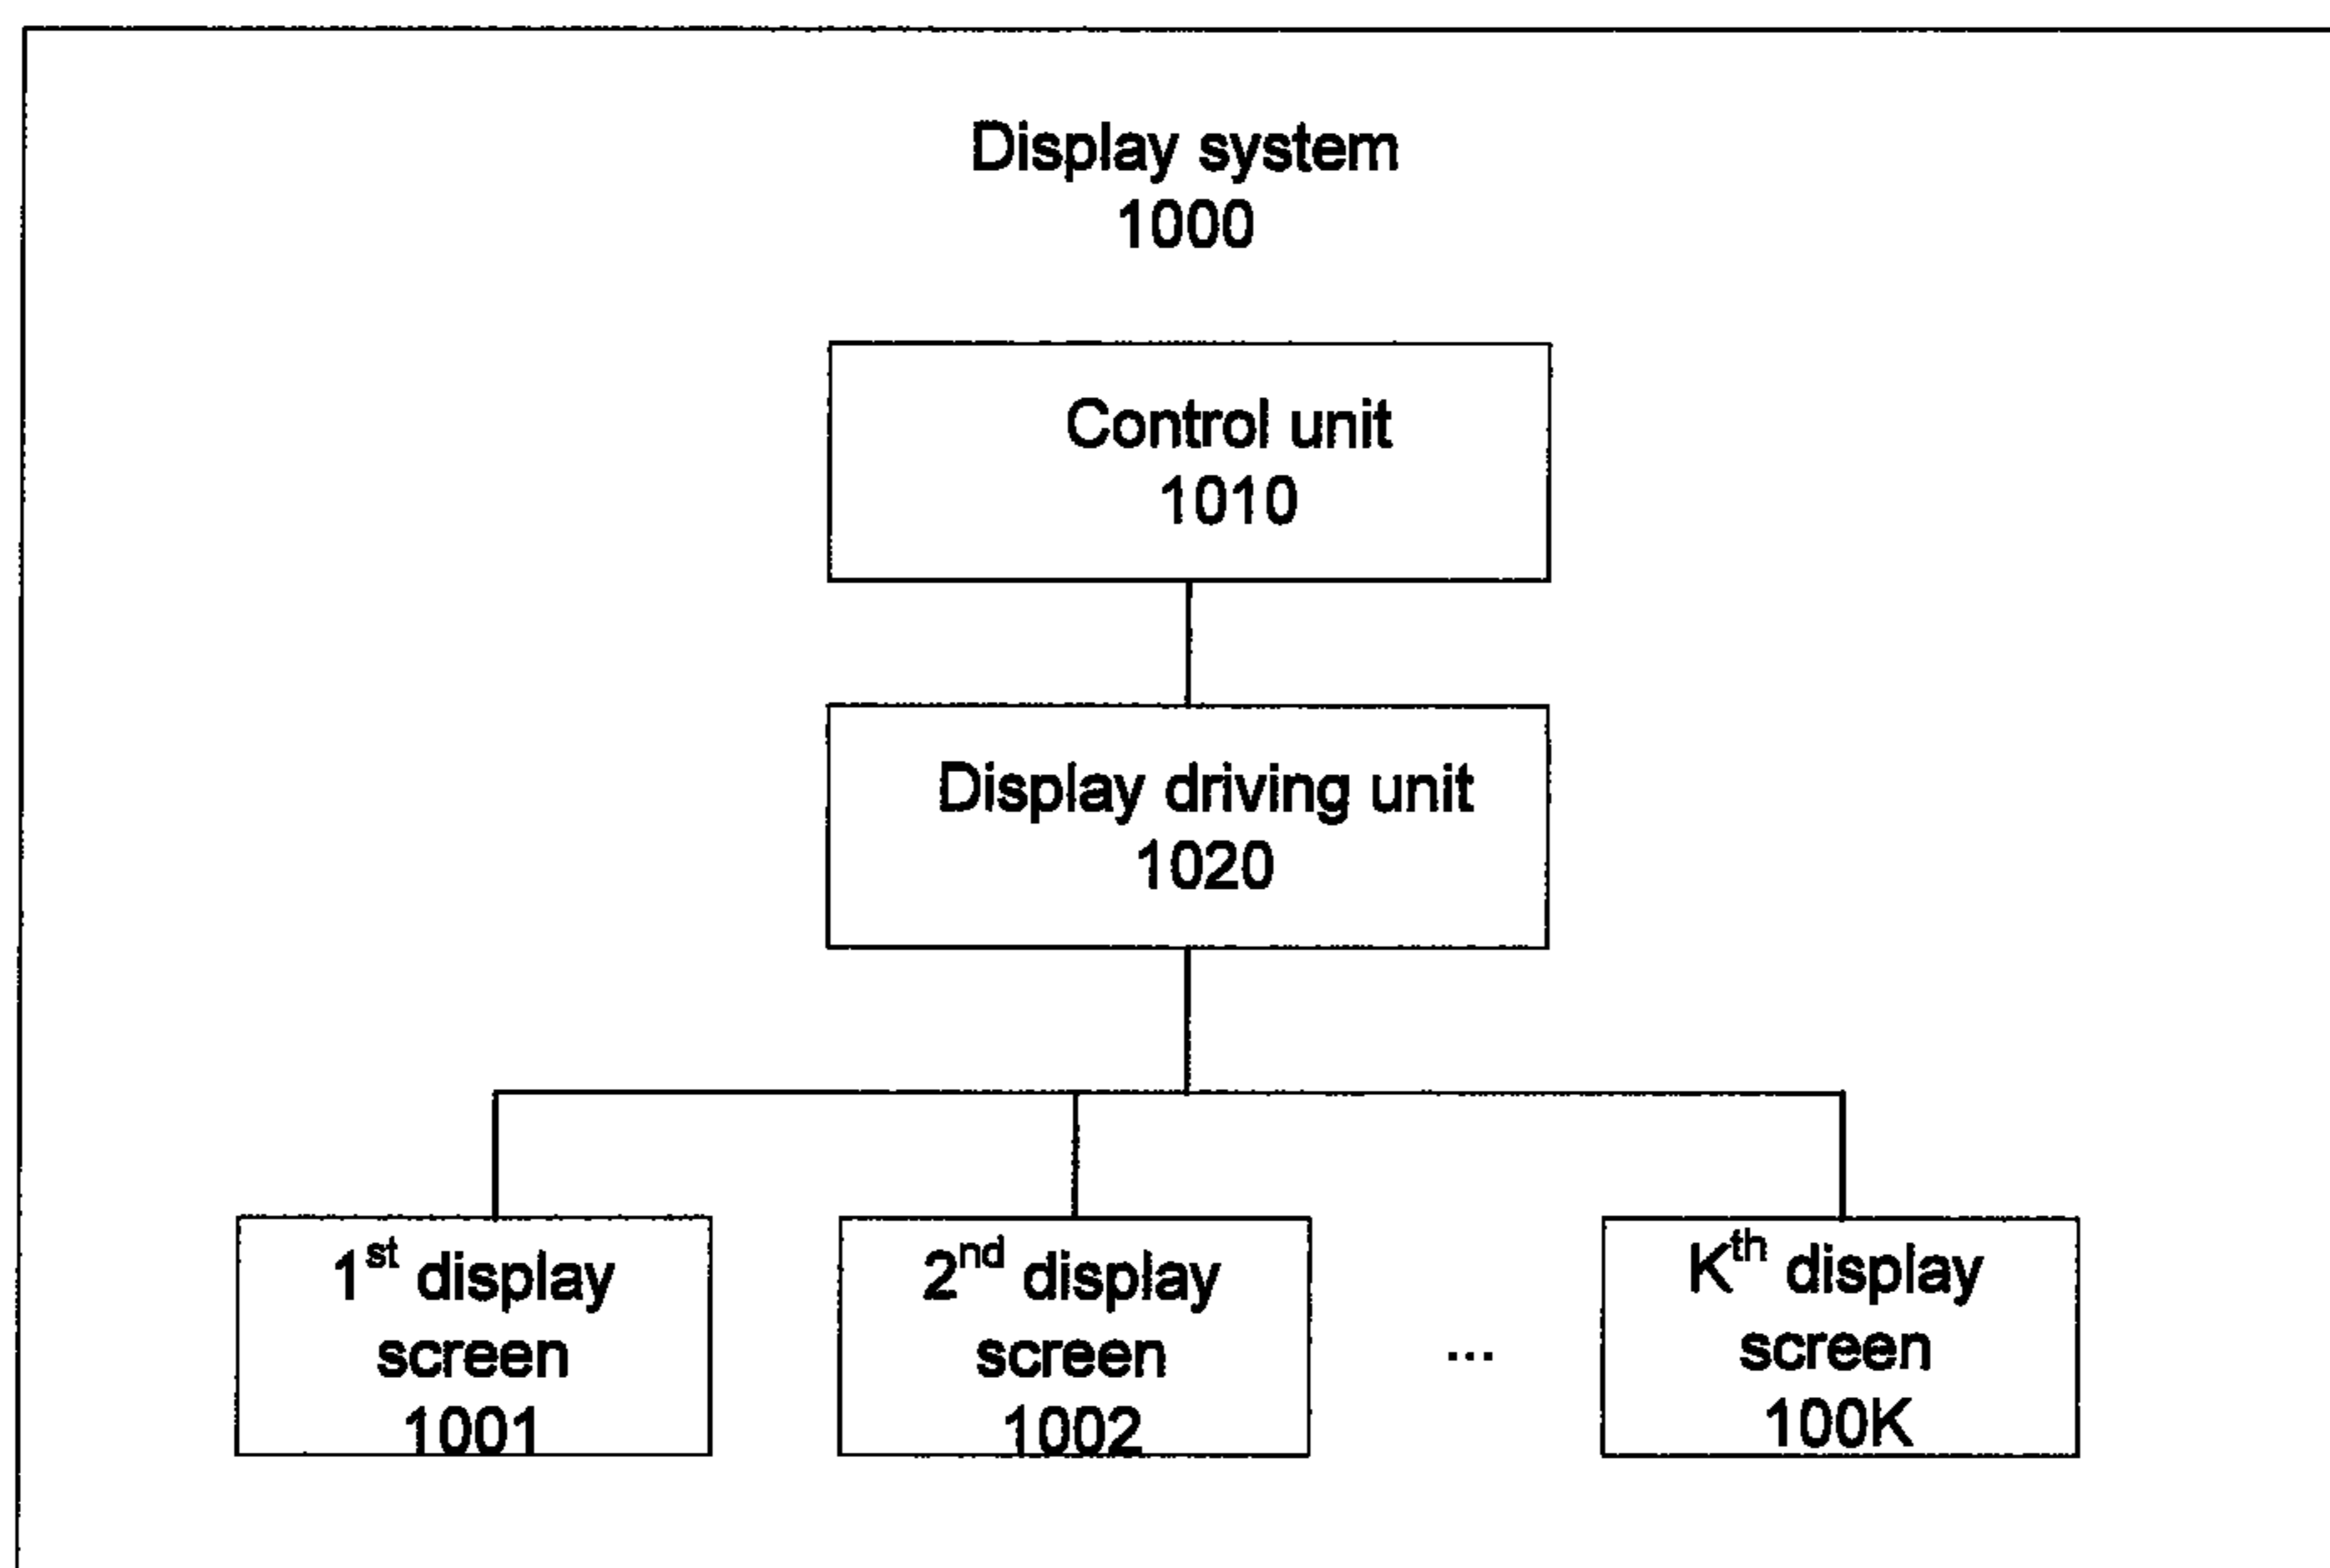 Display system
1000
Control unit
1010
Display driving unit
1020
1st display
screen
1001
2nd display
screen
1002
...
Kth display
screen
100K